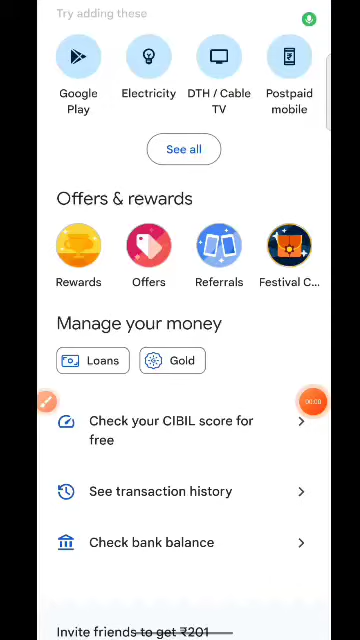 Try adding these
Google Play
Electricity
DTH / Cable TV
Postpaid mobile
See all
Offers & rewards
Rewards
Offers
Referrals
Festival C...
Manage your money
Loans
Gold
00:00
Check your CIBIL score for
free
See transaction history
Check bank balance
Invite friends to get ₹201